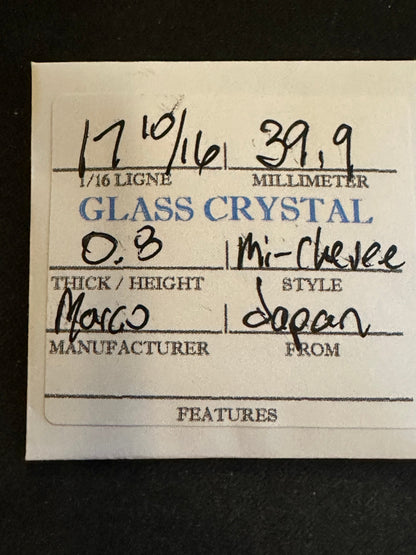 17 10/16 39.9
1/16 LIGNE MILLIMETER
GLASS CRYSTAL
0.8 Mi-Chevee
THICK / HEIGHT STYLE
Marco Japan
MANUFACTURER FROM
FEATURES